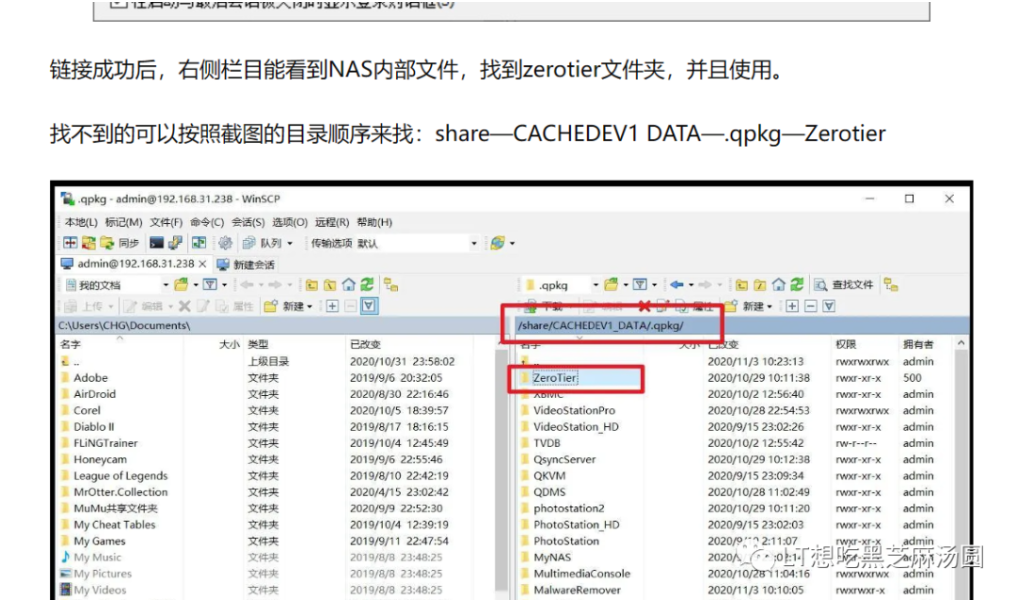 链接成功后，右侧栏目能看到NAS内部文件，找到zerotier文件夹，并且使用。
找不到的可以按照截图的目录顺序来找：share—CACHEDEV1 DATA—.qpkg—Zerotier
.qpkg - admin@192.168.31.238 - WinSCP
本地(L) 标记(M) 文件(F) 命令(C) 会话(S) 选项(O) 远程(R) 帮助(H)
同步 队列 传输选项 默认
admin@192.168.31.238 × 新建会话
我的文档 .qpkg 查找文件
上传 编辑 属性 新建 下载 编辑 属性 新建
C:\Users\CHG\Documents\ /share/CACHEDEV1_DATA/.qpkg/
名字 大小 类型 已改变 名字 大小 已改变 权限 拥有者
.. 上级目录 2020/10/31 23:58:02 .. 2020/11/3 10:23:13 rwxrwxrwx admin
Adobe 文件夹 2019/9/6 20:32:05 ZeroTier 2020/10/29 10:11:38 rwxr-xr-x 500
AirDroid 文件夹 2020/8/30 22:16:46 XBMC 2020/10/2 12:56:40 rwxr-xr-x admin
Corel 文件夹 2020/10/5 18:39:57 VideoStationPro 2020/10/28 22:54:53 rwxrwxrwx admin
Diablo II 文件夹 2019/8/17 18:16:15 VideoStation_HD 2020/9/15 23:02:26 rwxr-xr-x admin
FLiNGTrainer 文件夹 2019/10/4 12:45:49 TVDB 2020/10/2 12:55:42 rw-r--r-- admin
Honeycam 文件夹 2019/9/6 22:55:46 QsyncServer 2020/10/29 10:12:38 rwxr-xr-x admin
League of Legends 文件夹 2019/8/10 22:42:19 QKVM 2020/9/15 23:09:34 rwxr-xr-x admin
MrOtter.Collection 文件夹 2020/4/15 23:02:42 QDMS 2020/10/28 11:02:49 rwxr-xr-x admin
MuMu共享文件夹 文件夹 2020/9/9 22:52:30 photostation2 2020/10/29 10:11:20 rwxr-xr-x admin
My Cheat Tables 文件夹 2019/10/4 12:39:19 PhotoStation_HD 2020/9/15 23:02:03 rwxr-xr-x admin
My Games 文件夹 2019/9/11 22:47:54 PhotoStation rwxr-xr-x admin
My Music 文件夹 2019/8/8 23:48:25 MyNAS
My Pictures 文件夹 2019/8/8 23:48:25 MultimediaConsole 2020/10/28 11:04:16 rwxrwxrwx admin
My Videos 文件夹 2019/8/8 23:48:25 MalwareRemover 2020/11/3 10:10:05 rwxrwxr-x admin
LT想吃黑芝麻汤圆